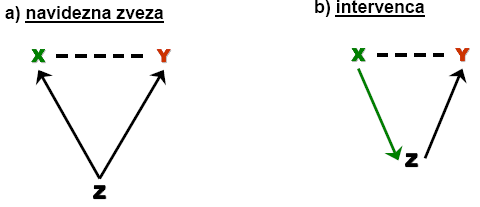 a) navidezna zveza
b) intervenca
X Y
X Y
Z
Z